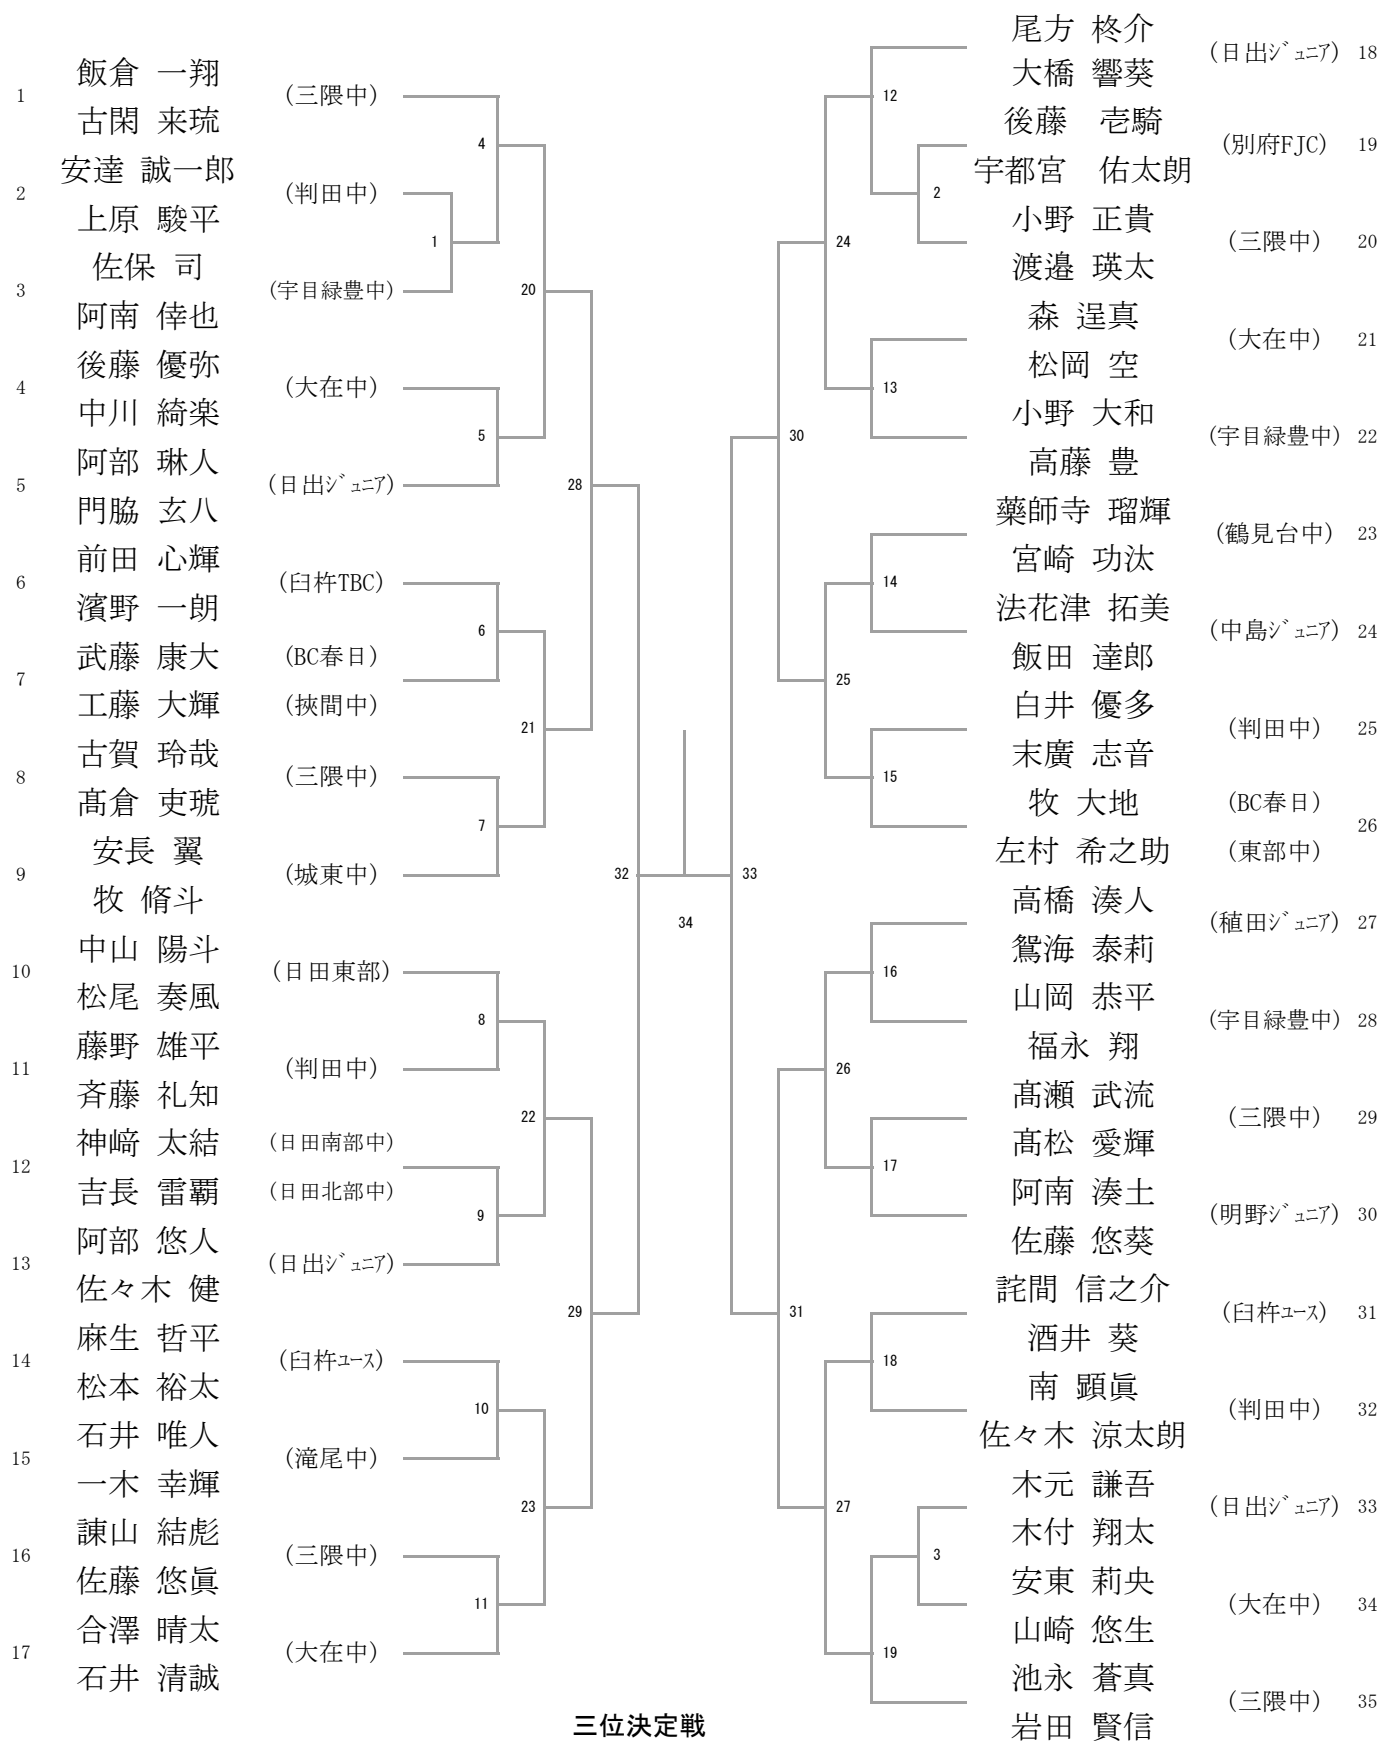 飯倉 一翔
1 (三隈中)
古閑 来琉
4
安達 誠一郎
2 (判田中)
上原 駿平
1
佐保 司
3 (宇目緑豊中)
20
阿南 倖也
後藤 優弥
4 (大在中)
中川 綺楽
5
阿部 琳人
5 (日出ジュニア)
28
門脇 玄八
前田 心輝
6 (臼杵TBC)
濱野 一朗
6
武藤 康大 (BC春日)
7
工藤 大輝 (挾間中)
21
古賀 玲哉
8 (三隈中)
髙倉 吏琥
7
安長 翼
9 (城東中)
32
牧 脩斗
中山 陽斗
10 (日田東部)
松尾 奏風
8
藤野 雄平
11 (判田中)
斉藤 礼知
22
神﨑 太結 (日田南部中)
12
吉長 雷覇 (日田北部中)
9
阿部 悠人
13 (日出ジュニア)
佐々木 健
29
麻生 哲平
14 (臼杵ユース)
松本 裕太
10
石井 唯人
15 (滝尾中)
一木 幸輝
23
諌山 結彪
16 (三隈中)
佐藤 悠眞
11
合澤 晴太
17 (大在中)
石井 清誠
34
三位決定戦
尾方 柊介
(日出ジュニア) 18
大橋 響葵
12
後藤 壱騎
(別府FJC) 19
宇都宮 佑太朗
2
小野 正貴
(三隈中) 20
24
渡邉 瑛太
森 逞真
(大在中) 21
松岡 空
13
小野 大和
(宇目緑豊中) 22
30
高藤 豊
薬師寺 瑠輝
(鶴見台中) 23
宮崎 功汰
14
法花津 拓美
(中島ジュニア) 24
飯田 達郎
25
白井 優多
(判田中) 25
末廣 志音
15
牧 大地 (BC春日)
26
左村 希之助 (東部中)
33
高橋 湊人
(稙田ジュニア) 27
鴛海 泰莉
16
山岡 恭平
(宇目緑豊中) 28
福永 翔
26
髙瀬 武流
(三隈中) 29
髙松 愛輝
17
阿南 湊土
(明野ジュニア) 30
佐藤 悠葵
詫間 信之介
(臼杵ユース) 31
31
酒井 葵
18
南 顕眞
(判田中) 32
佐々木 涼太朗
木元 謙吾
(日出ジュニア) 33
27
木付 翔太
3
安東 莉央
(大在中) 34
山崎 悠生
19
池永 蒼真
(三隈中) 35
岩田 賢信